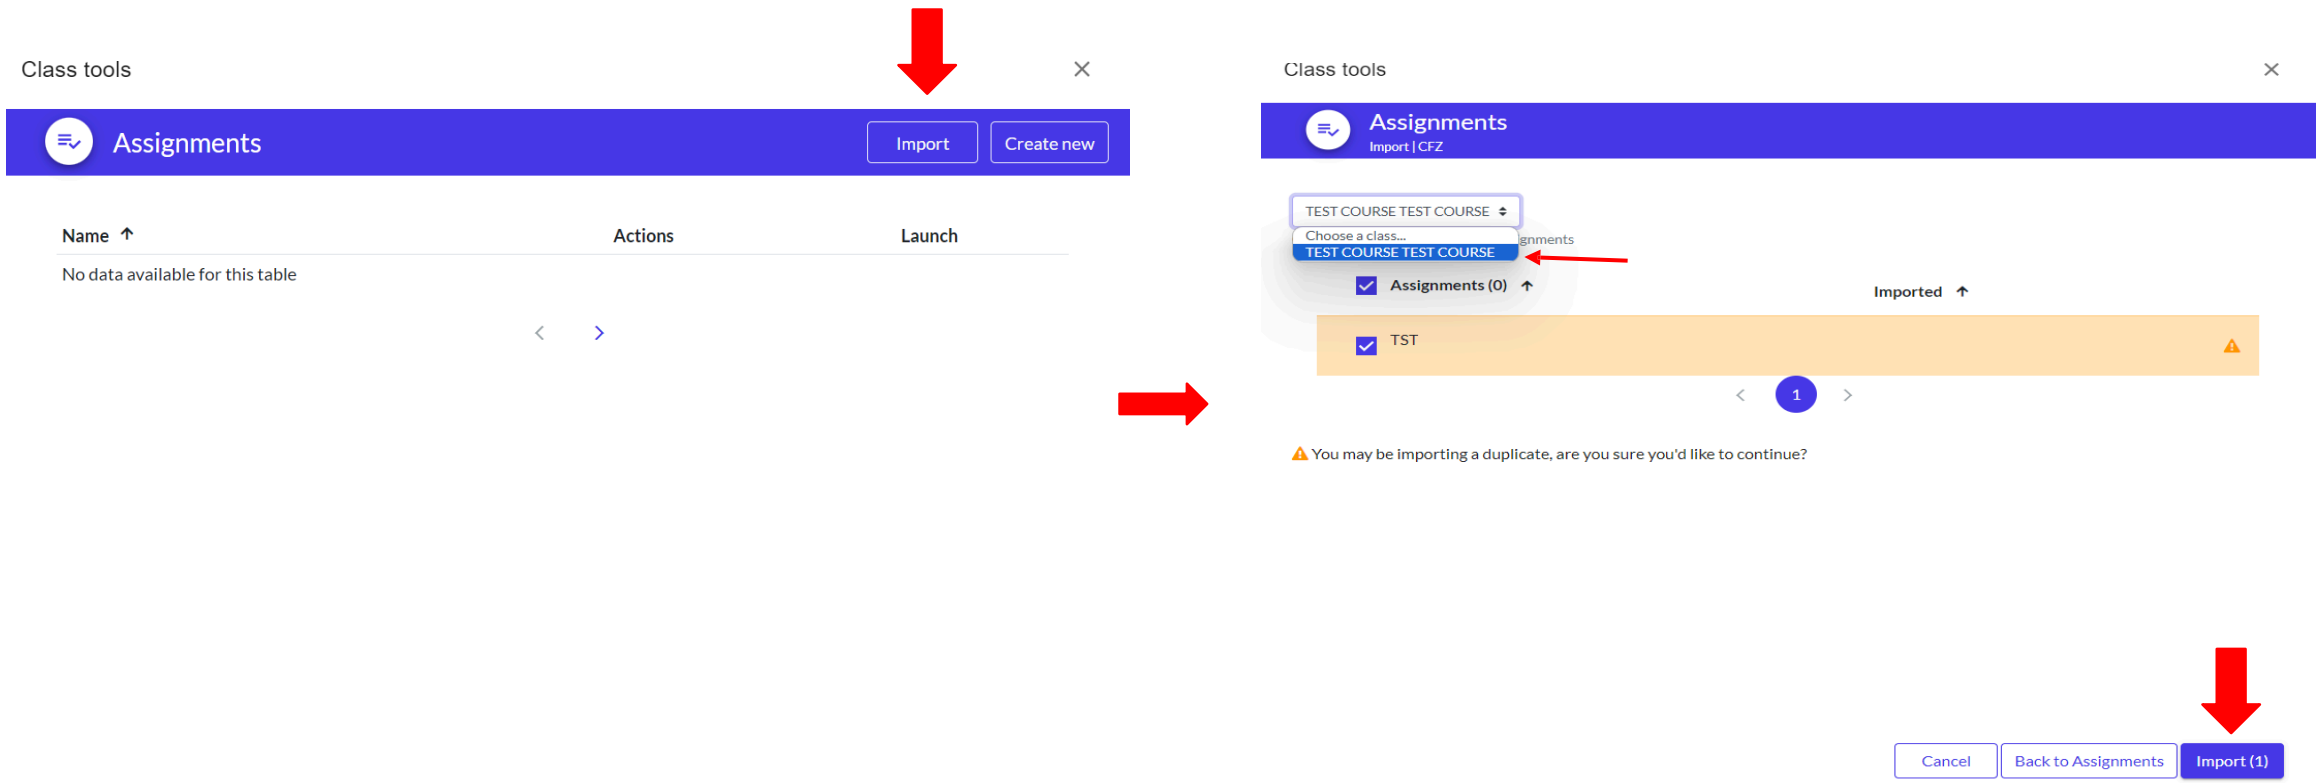 Class tools
Assignments
Import
Create new
Name
Actions
Launch
No data available for this table
Class tools
Assignments
Import | CFZ
TEST COURSE TEST COURSE
Choose a class...
gnments
TEST COURSE TEST COURSE
Assignments (0)
Imported
TST
1
You may be importing a duplicate, are you sure you'd like to continue?
Cancel
Back to Assignments
Import (1)